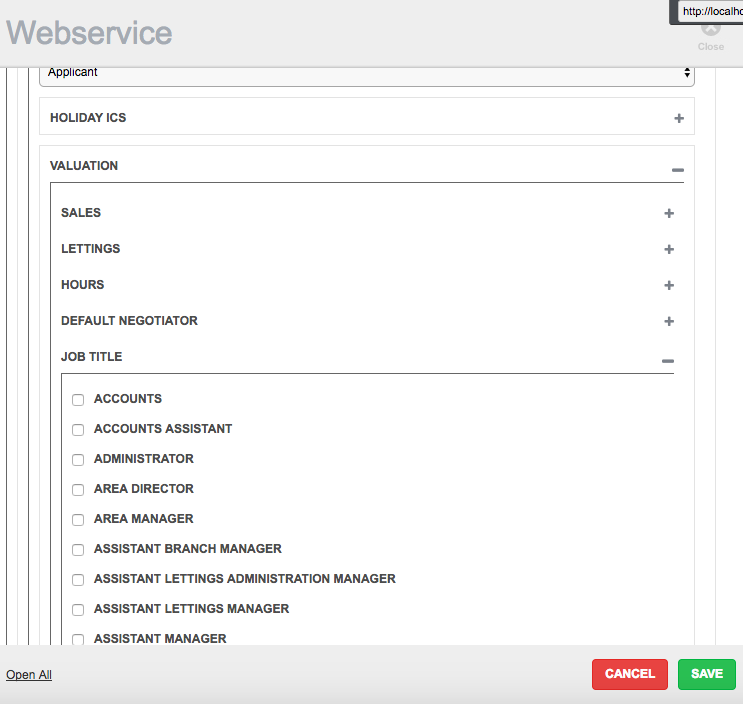 http://localho
Webservice
Close
Applicant
HOLIDAY ICS
VALUATION
SALES
LETTINGS
HOURS
DEFAULT NEGOTIATOR
JOB TITLE
ACCOUNTS
ACCOUNTS ASSISTANT
ADMINISTRATOR
AREA DIRECTOR
AREA MANAGER
ASSISTANT BRANCH MANAGER
ASSISTANT LETTINGS ADMINISTRATION MANAGER
ASSISTANT LETTINGS MANAGER
ASSISTANT MANAGER
Open All
CANCEL
SAVE